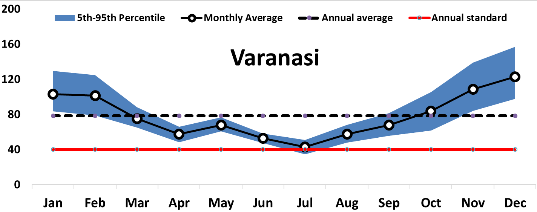 200
5th-95th Percentile Monthly Average Annual average Annual standard
160
Varanasi
120
80
40
0
Jan Feb Mar Apr May Jun Jul Aug Sep Oct Nov Dec